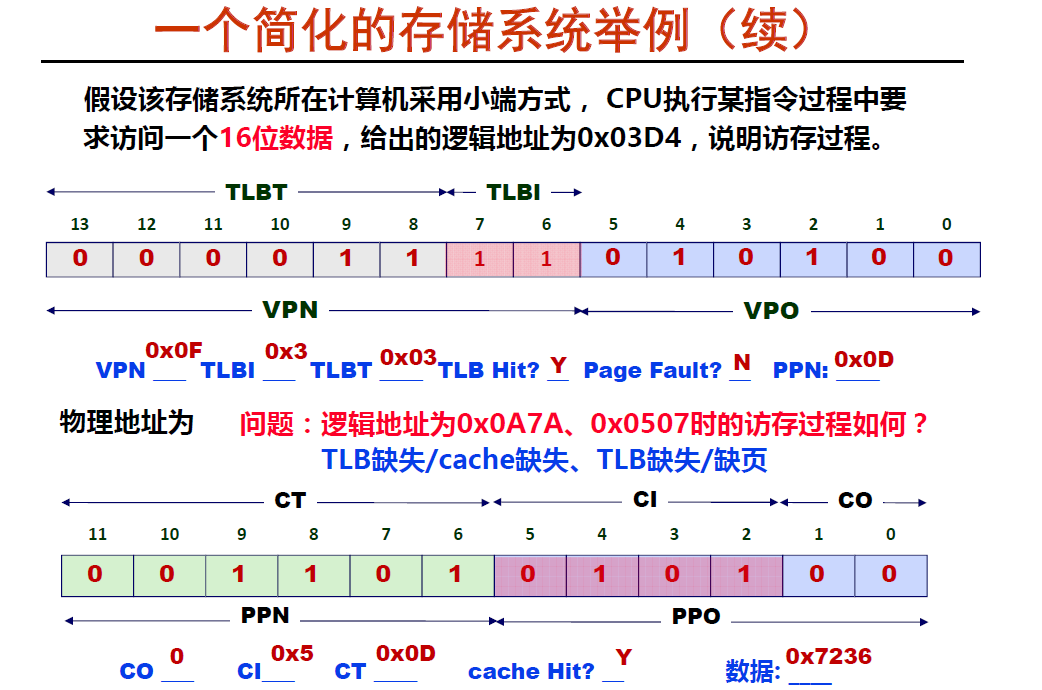 一个简化的存储系统举例（续）
假设该存储系统所在计算机采用小端方式，CPU执行某指令过程中要
求访问一个16位数据，给出的逻辑地址为0x03D4，说明访存过程。
TLBT TLBI
13 12 11 10 9 8 7 6 5 4 3 2 1 0
0 0 0 0 1 1 1 1 0 1 0 1 0 0
VPN VPO
VPN 0x0F TLBI 0x3 TLBT 0x03 TLB Hit? Y Page Fault? N PPN: 0x0D
物理地址为 问题：逻辑地址为0x0A7A、0x0507时的访存过程如何？
TLB缺失/cache缺失、TLB缺失/缺页
CT CI CO
11 10 9 8 7 6 5 4 3 2 1 0
0 0 1 1 0 1 0 1 0 1 0 0
PPN PPO
CO 0 CI 0x5 CT 0x0D cache Hit? Y 数据: 0x7236